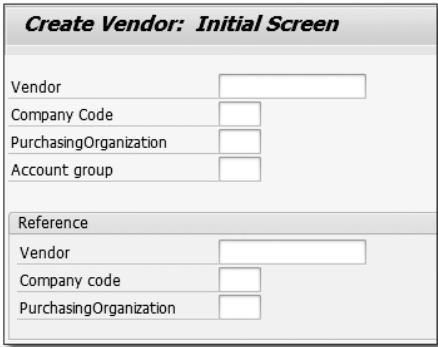 Create Vendor: Initial Screen
Vendor
Company Code
PurchasingOrganization
Account group
Reference
Vendor
Company code
PurchasingOrganization